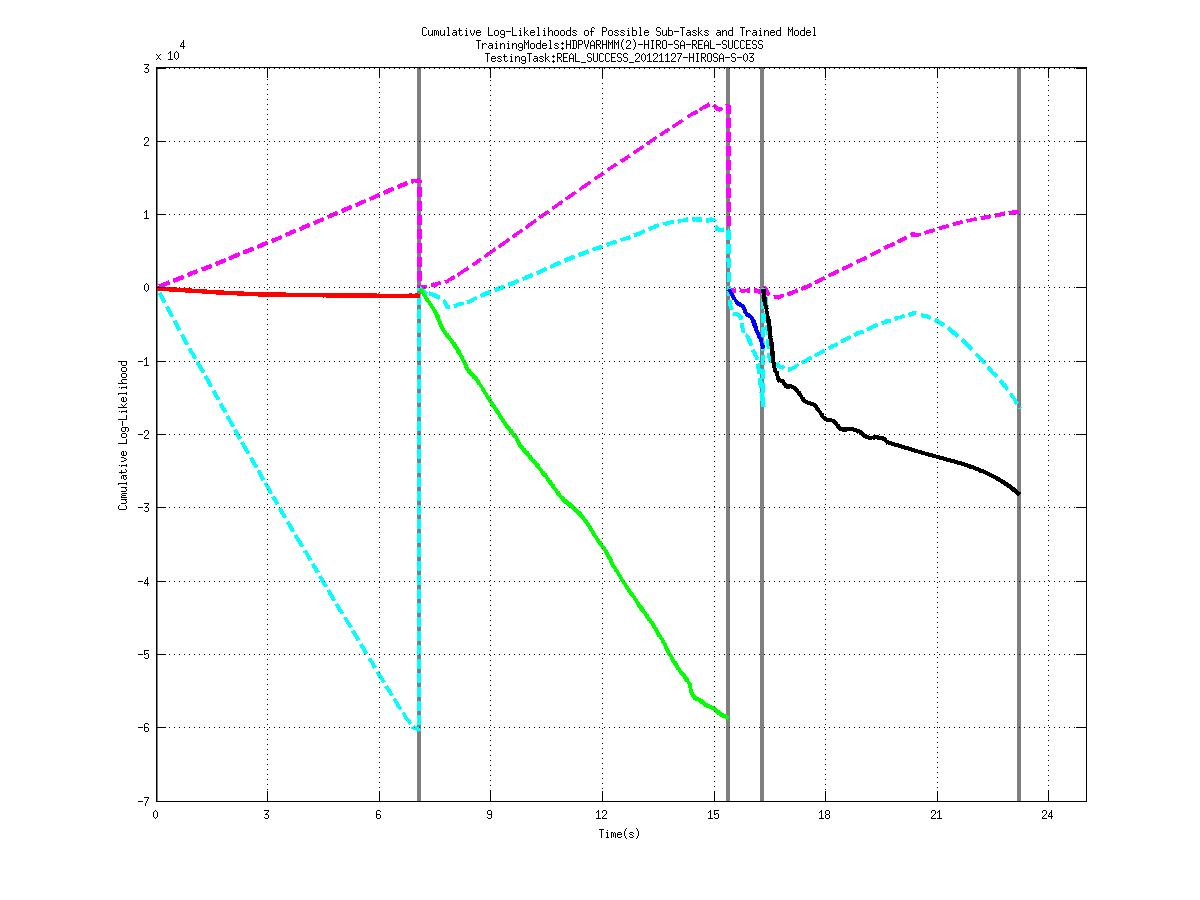 Cumulative Log-Likelihoods of Possible Sub-Tasks and Trained Model
TrainingModels:HDPVARHMM(2)-HIRO-SA-REAL-SUCCESS
TestingTask:REAL_SUCCESS_20121127-HIROSA-S-03
x 10^4
3
2
1
0
-1
-2
-3
-4
-5
-6
-7
Cumulative Log-Likelihood
0 3 6 9 12 15 18 21 24
Time(s)